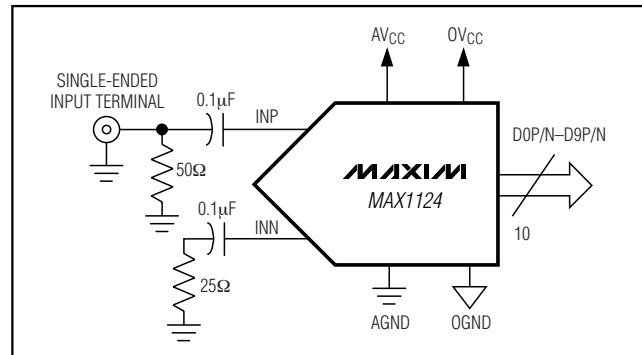 AVCC
OVCC
SINGLE-ENDED
INPUT TERMINAL
0.1µF
INP
D0P/N–D9P/N
50Ω
MAXIM
MAX1124
0.1µF
INN
10
25Ω
AGND
OGND